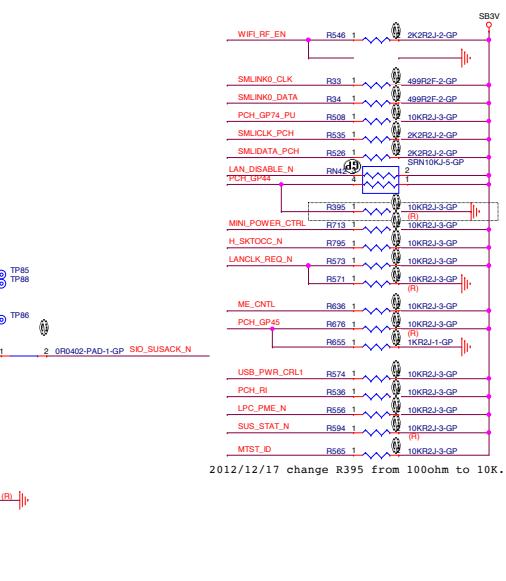 SB3V
WIFI_RF_EN R546 1 2K2R2J-2-GP
SMLINK0_CLK R33 1 499R2F-2-GP
SMLINK0_DATA R34 1 499R2F-2-GP
PCH_GP74_PU R508 1 10KR2J-3-GP
SMLICLK_PCH R535 1 2K2R2J-2-GP
SMLIDATA_PCH R526 1 2K2R2J-2-GP
SRN10KJ-5-GP
LAN_DISABLE_N RN42 2
PCH_GP44 4 1
R395 1 10KR2J-3-GP
(R)
MINI_POWER_CTRL R713 1 10KR2J-3-GP
H_SKTOCC_N R795 1 10KR2J-3-GP
LANCLK_REQ_N R573 1 10KR2J-3-GP
TP85
TP88
R571 1 10KR2J-3-GP
(R)
ME_CNTL R636 1 10KR2J-3-GP
TP86
PCH_GP45 R676 1 10KR2J-3-GP
(R)
R655 1 1KR2J-1-GP
1 2 0R0402-PAD-1-GP SIO_SUSACK_N
USB_PWR_CRL1 R574 1 10KR2J-3-GP
PCH_RI R536 1 10KR2J-3-GP
LPC_PME_N R556 1 10KR2J-3-GP
SUS_STAT_N R594 1 10KR2J-3-GP
(R)
MTST_ID R565 1 10KR2J-3-GP
2012/12/17 change R395 from 100ohm to 10K.
(R)